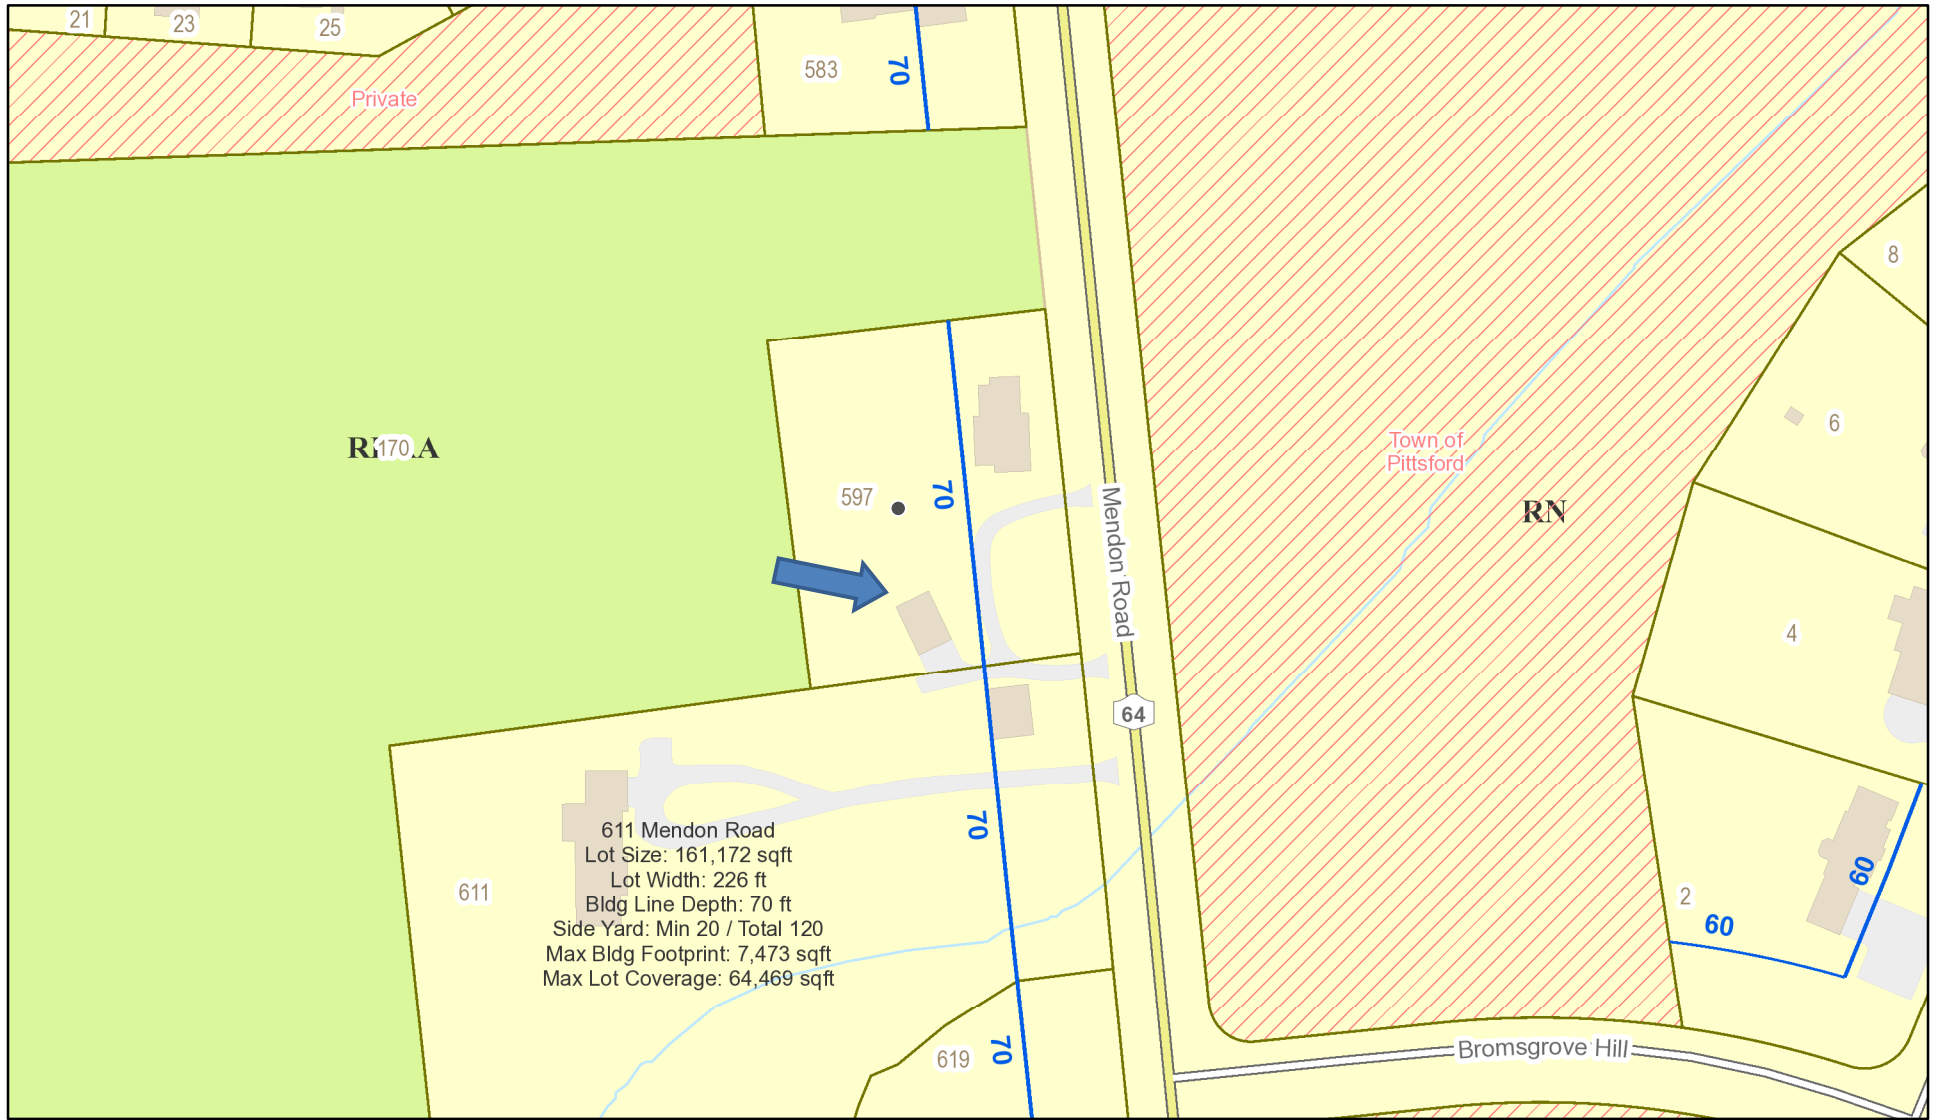 21
23
25
Private
583
70
8
170
6
Town of
Pittsford
RN
597
70
Mendon Road
4
64
70
611 Mendon Road
Lot Size: 161,172 sqft
Lot Width: 226 ft
Bldg Line Depth: 70 ft
Side Yard: Min 20 / Total 120
Max Bldg Footprint: 7,473 sqft
Max Lot Coverage: 64,469 sqft
611
2
60
60
619
70
Bromsgrove Hill